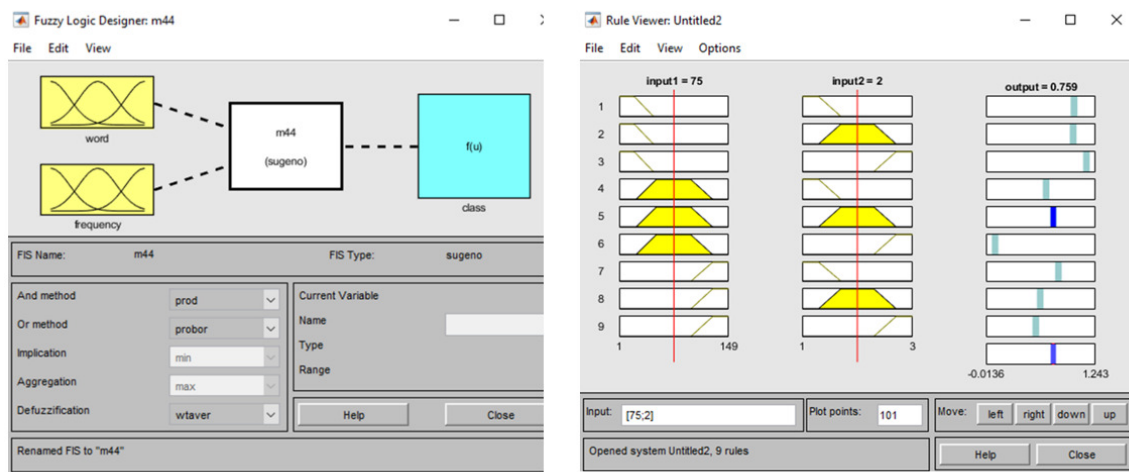 Fuzzy Logic Designer: m44
File Edit View
word
frequency
m44
(sugeno)
f(u)
class
FIS Name: m44 FIS Type: sugeno
And method prod
Or method probor
Implication min
Aggregation max
Defuzzification wtaver
Current Variable
Name
Type
Range
Help Close
Renamed FIS to "m44"
Rule Viewer: Untitled2
File Edit View Options
input1 = 75 input2 = 2 output = 0.759
1
2
3
4
5
6
7
8
9
1 149 1 3
-0.0136 1.243
Input: [75;2] Plot points: 101 Move: left right down up
Opened system Untitled2, 9 rules Help Close